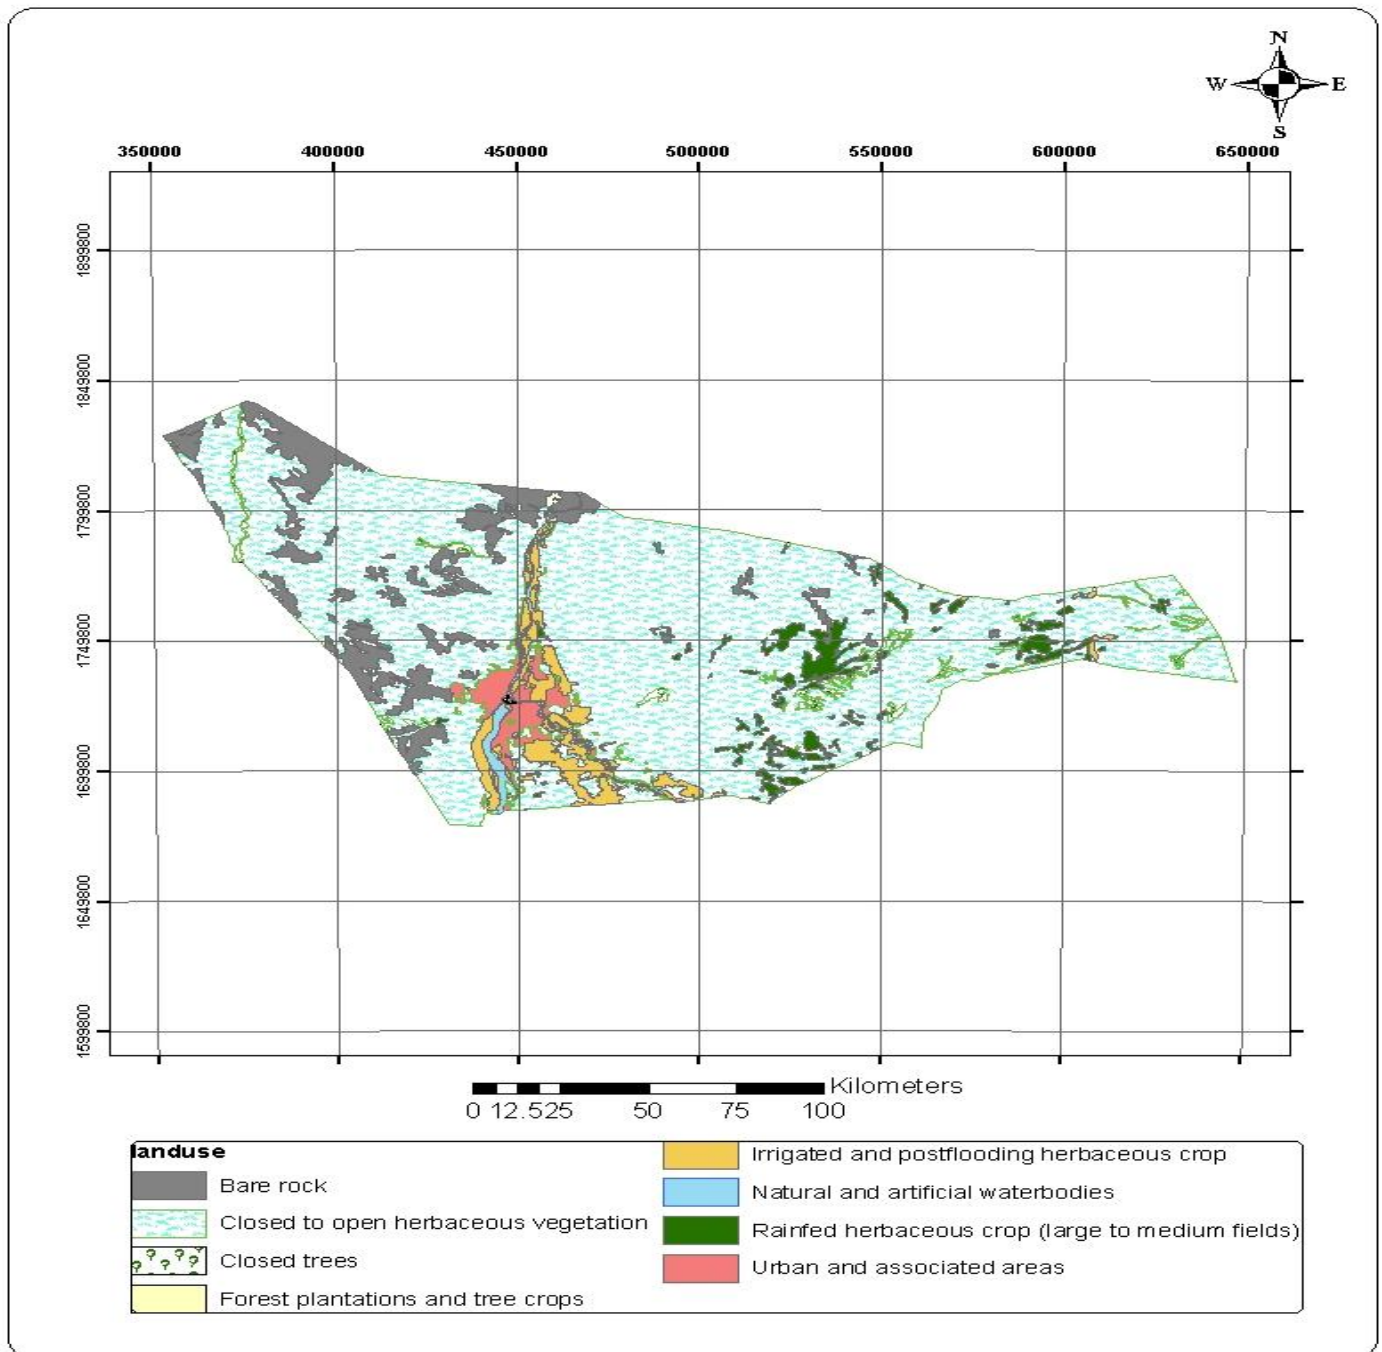 N
W E
S
350000 400000 450000 500000 550000 600000 650000
1899800
1849800
1799800
1749800
1699800
1649800
1599800
Kilometers
0 12.525 50 75 100
landuse
Bare rock
Closed to open herbaceous vegetation
Closed trees
Forest plantations and tree crops
Irrigated and postflooding herbaceous crop
Natural and artificial waterbodies
Rainfed herbaceous crop (large to medium fields)
Urban and associated areas